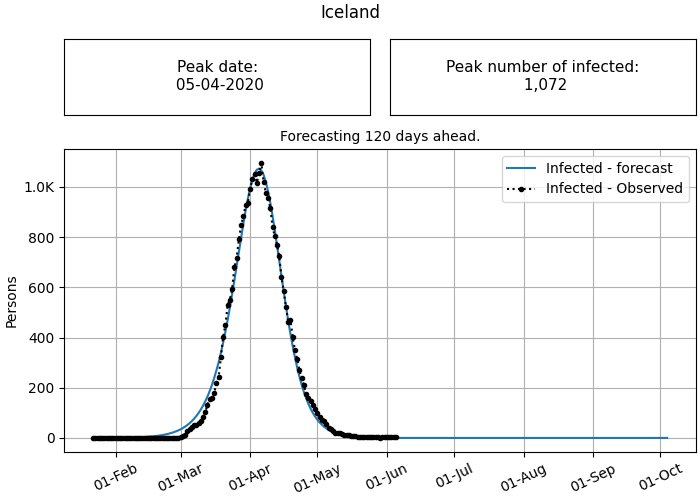 Iceland
Peak date:
05-04-2020
Peak number of infected:
1,072
Forecasting 120 days ahead.
Infected - forecast
Infected - Observed
Persons
1.0K
800
600
400
200
0
01-Feb
01-Mar
01-Apr
01-May
01-Jun
01-Jul
01-Aug
01-Sep
01-Oct